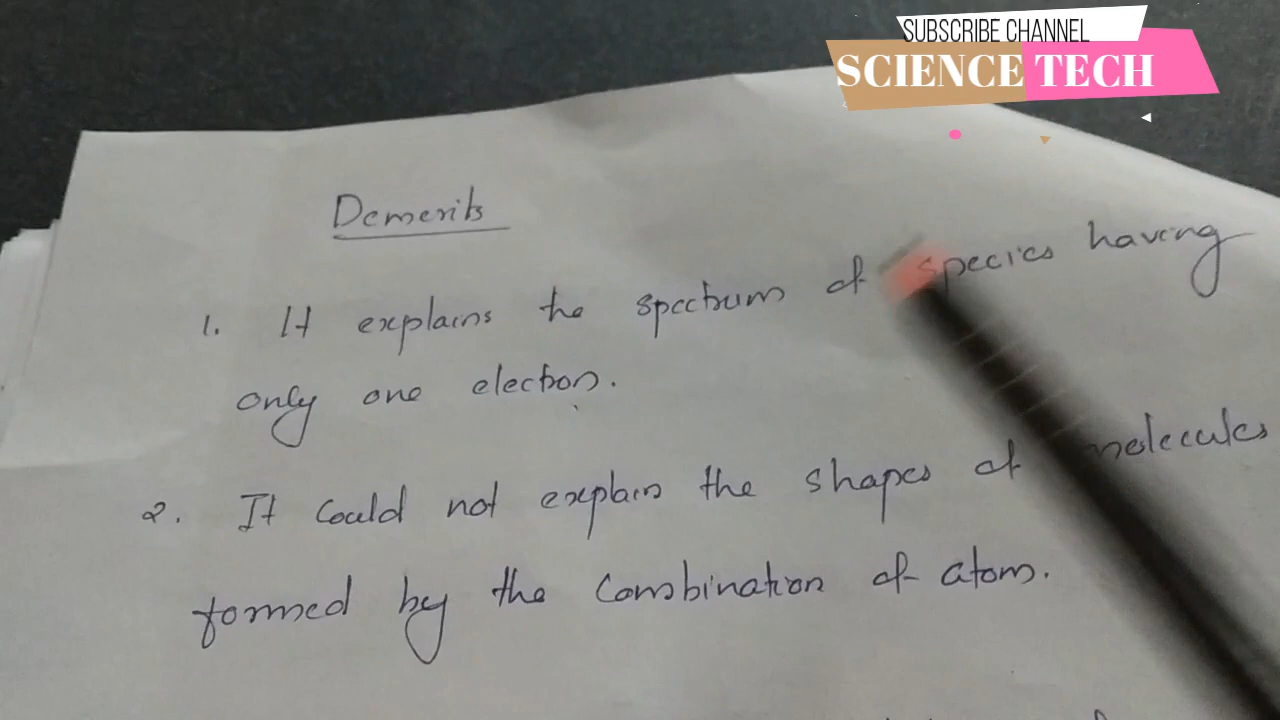 SUBSCRIBE CHANNEL
SCIENCE TECH
Demerits
1. It explains the spectrum of species having
only one electron.
2. It Could not explain the shapes of molecules
formed by the Combination of atom.